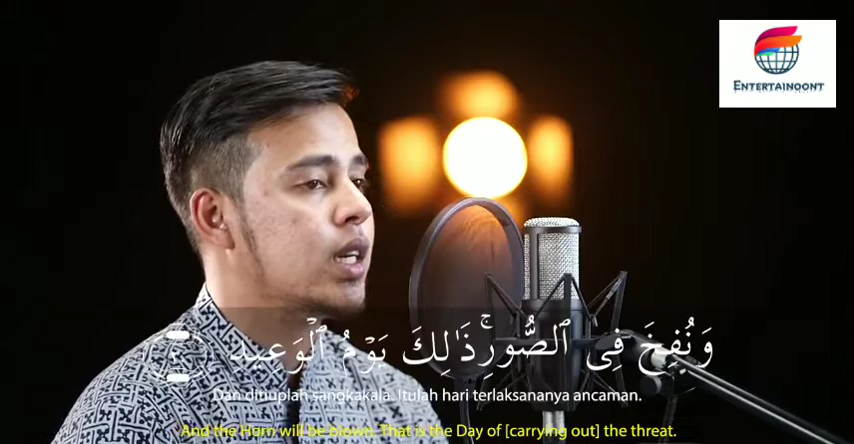 ENTERTAINOONT
وَنُفِخَ فِى ٱلصُّورِۚ ذَٰلِكَ يَوْمُ ٱلْوَعِيدِ
Dan ditiuplah sangkakala. Itulah hari terlaksananya ancaman.
And the Horn will be blown. That is the Day of [carrying out] the threat.